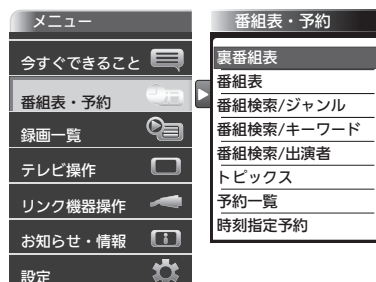 メニュー
今すぐできること
番組表・予約
録画一覧
テレビ操作
リンク機器操作
お知らせ・情報
設定
番組表・予約
裏番組表
番組表
番組検索/ジャンル
番組検索/キーワード
番組検索/出演者
トピックス
予約一覧
時刻指定予約